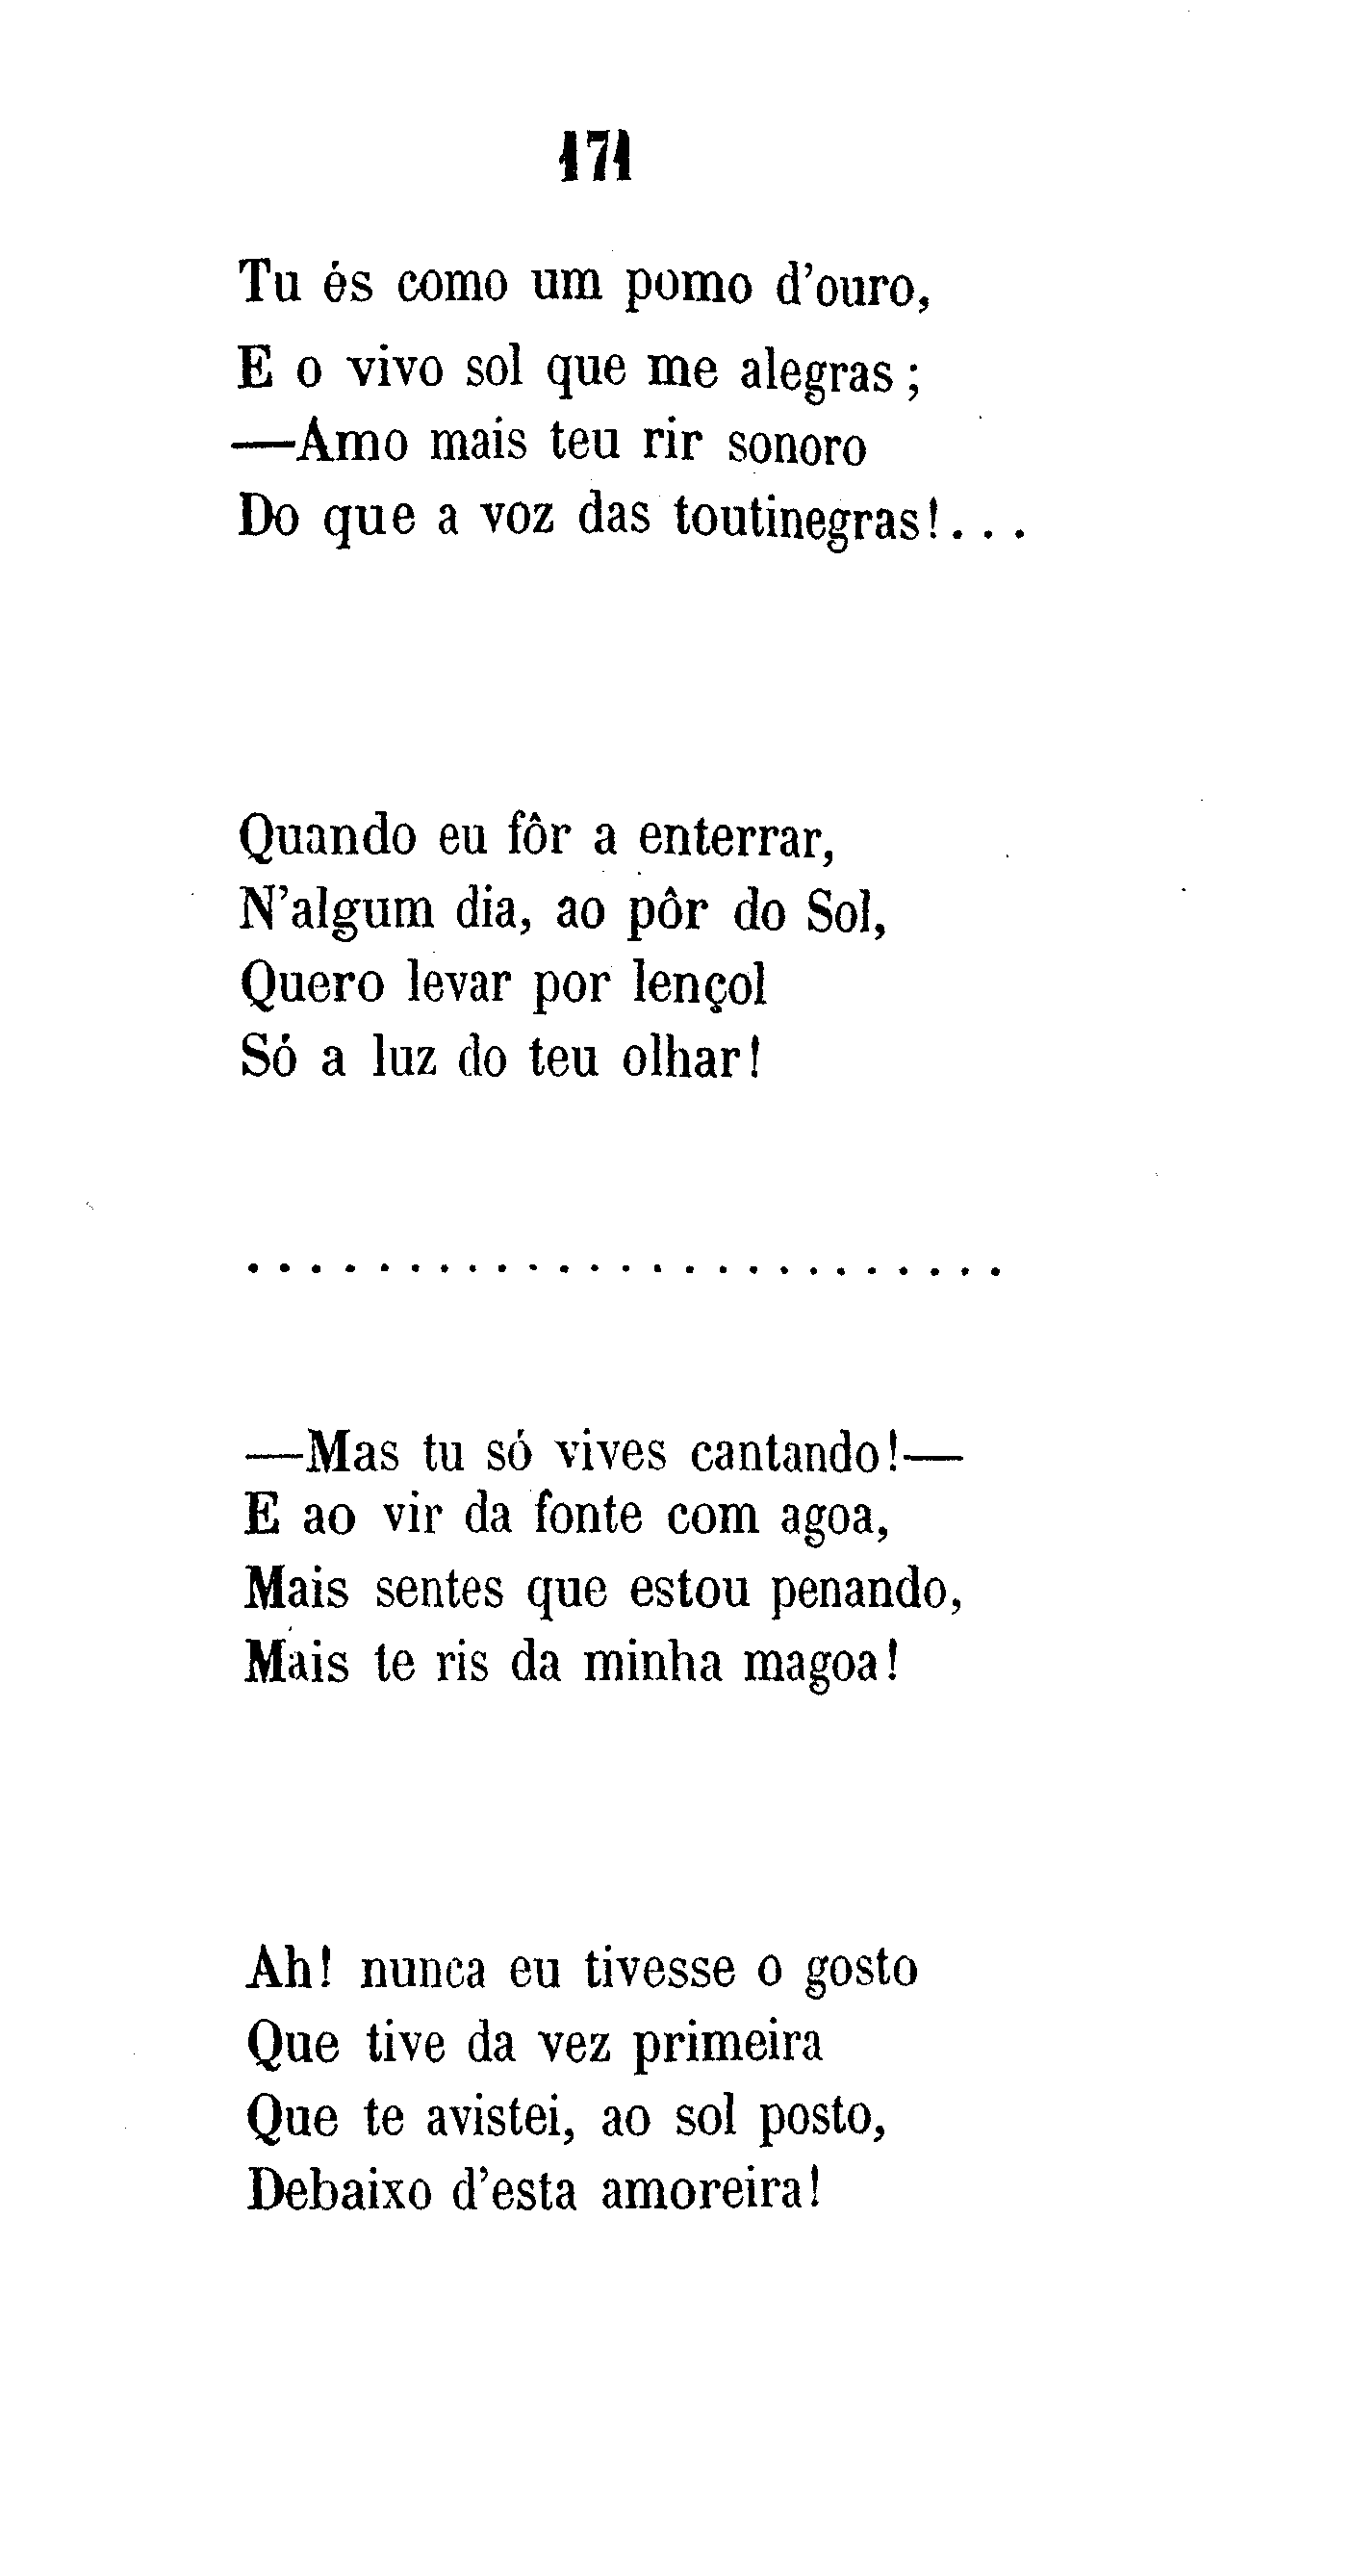 171
Tu és como um pomo d'ouro,
E o vivo sol que me alegras;
—Amo mais teu rir sonoro
Do que a voz das toutinegras!...
Quando eu fôr a enterrar,
N'algum dia, ao pôr do Sol,
Quero levar por lençol
Só a luz do teu olhar!
.........................
—Mas tu só vives cantando!—
E ao vir da fonte com agoa,
Mais sentes que estou penando,
Mais te ris da minha magoa!
Ah! nunca eu tivesse o gosto
Que tive da vez primeira
Que te avistei, ao sol posto,
Debaixo d'esta amoreira!